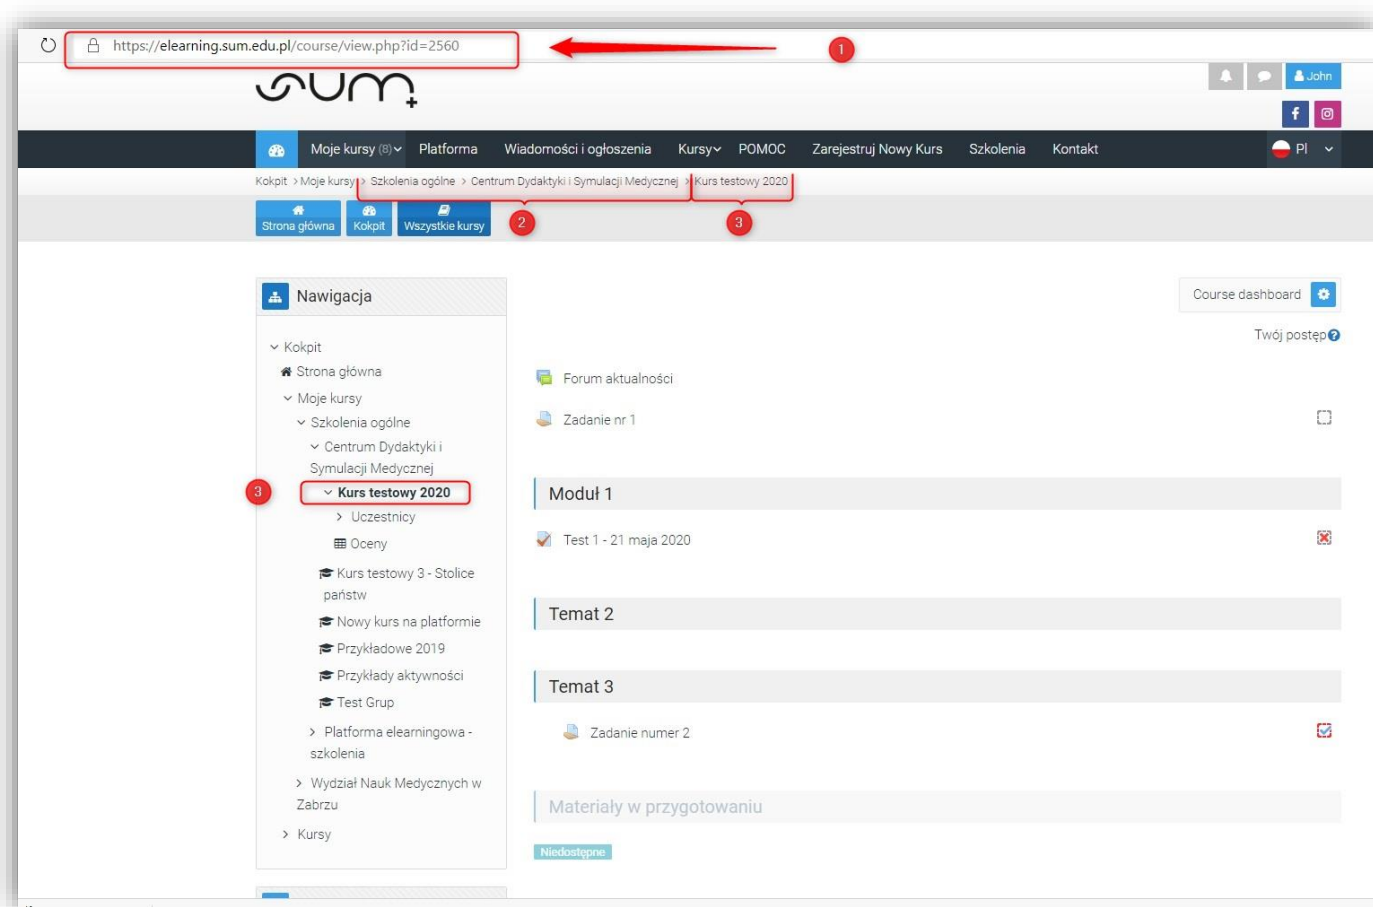 https://elearning.sum.edu.pl/course/view.php?id=2560
1
sum+
John
Moje kursy (8) Platforma Wiadomości i ogłoszenia Kursy POMOC Zarejestruj Nowy Kurs Szkolenia Kontakt Pl
Kokpit > Moje kursy > Szkolenia ogólne > Centrum Dydaktyki i Symulacji Medycznej > Kurs testowy 2020
Strona główna Kokpit Wszystkie kursy
2
3
Nawigacja
Course dashboard
Twój postęp
Kokpit
Strona główna
Moje kursy
Szkolenia ogólne
Centrum Dydaktyki i
Symulacji Medycznej
3
Kurs testowy 2020
Uczestnicy
Oceny
Kurs testowy 3 - Stolice
państw
Nowy kurs na platformie
Przykładowe 2019
Przykłady aktywności
Test Grup
Platforma elearningowa -
szkolenia
Wydział Nauk Medycznych w
Zabrzu
Kursy
Forum aktualności
Zadanie nr 1
Moduł 1
Test 1 - 21 maja 2020
Temat 2
Temat 3
Zadanie numer 2
Materiały w przygotowaniu
Niedostępne